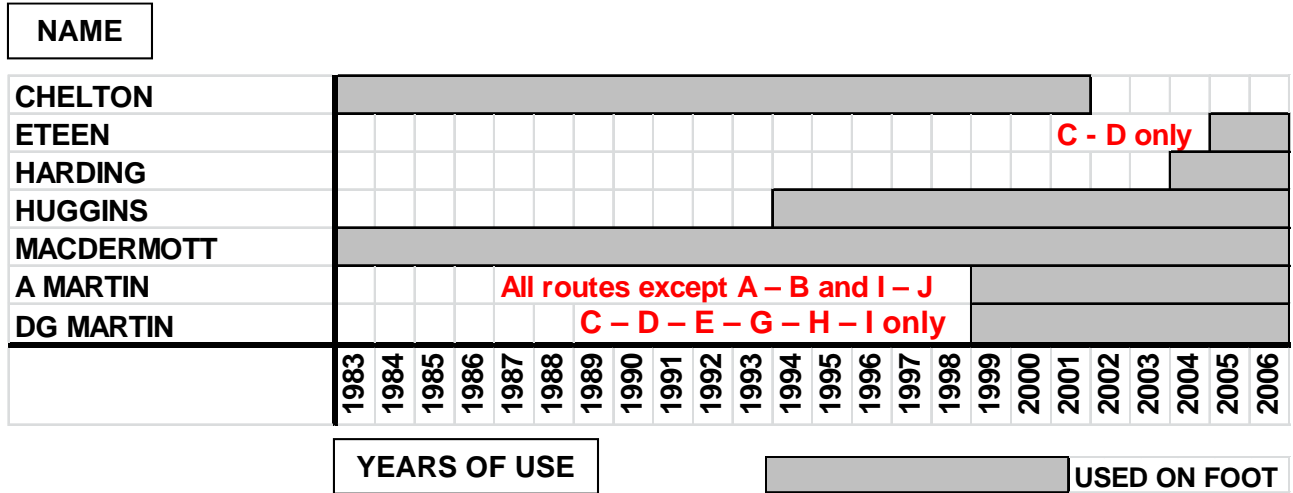 NAME
CHELTON
ETEEN C - D only
HARDING
HUGGINS
MACDERMOTT
A MARTIN All routes except A – B and I – J
DG MARTIN C – D – E – G – H – I only
1983 1984 1985 1986 1987 1988 1989 1990 1991 1992 1993 1994 1995 1996 1997 1998 1999 2000 2001 2002 2003 2004 2005 2006
YEARS OF USE USED ON FOOT